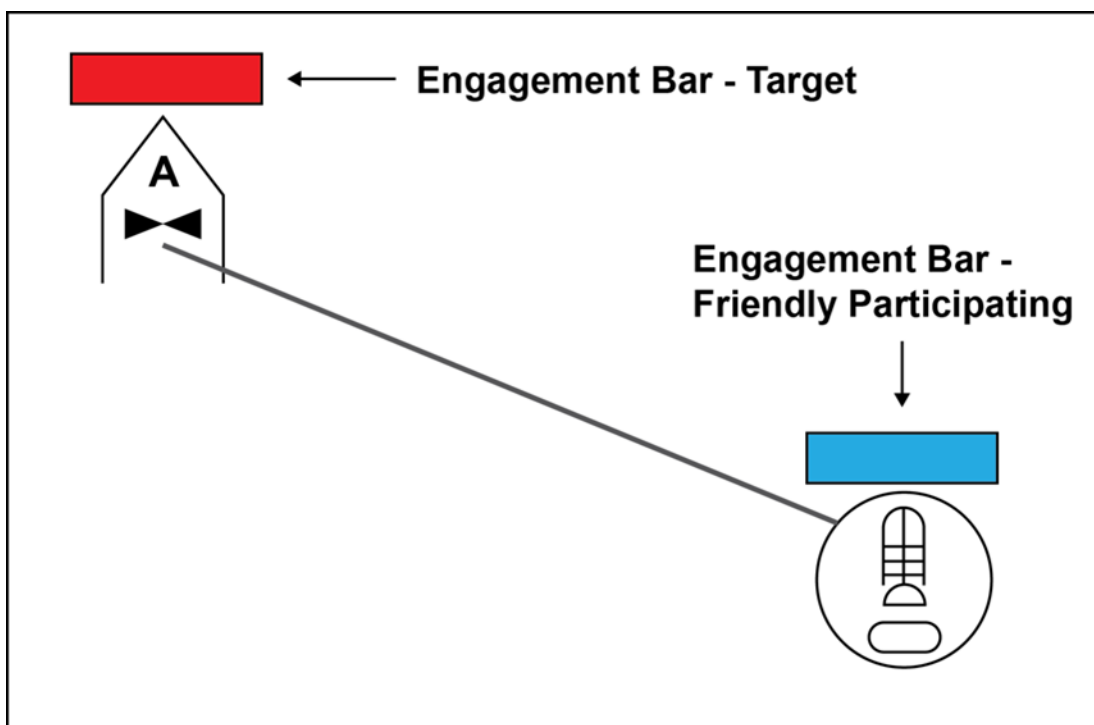 Engagement Bar - Target
A
Engagement Bar -
Friendly Participating